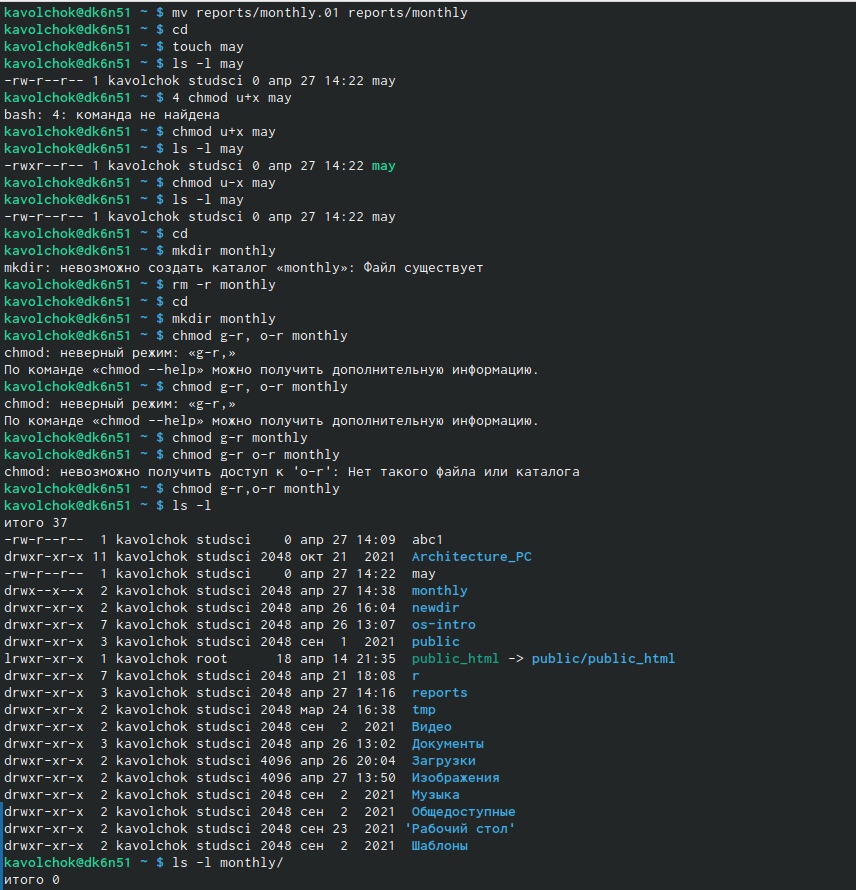 kavolchok@dk6n51 ~ $ mv reports/monthly.01 reports/monthly
kavolchok@dk6n51 ~ $ cd
kavolchok@dk6n51 ~ $ touch may
kavolchok@dk6n51 ~ $ ls -l may
-rw-r--r-- 1 kavolchok studsci 0 апр 27 14:22 may
kavolchok@dk6n51 ~ $ 4 chmod u+x may
bash: 4: команда не найдена
kavolchok@dk6n51 ~ $ chmod u+x may
kavolchok@dk6n51 ~ $ ls -l may
-rwxr--r-- 1 kavolchok studsci 0 апр 27 14:22 may
kavolchok@dk6n51 ~ $ chmod u-x may
kavolchok@dk6n51 ~ $ ls -l may
-rw-r--r-- 1 kavolchok studsci 0 апр 27 14:22 may
kavolchok@dk6n51 ~ $ cd
kavolchok@dk6n51 ~ $ mkdir monthly
mkdir: невозможно создать каталог «monthly»: Файл существует
kavolchok@dk6n51 ~ $ rm -r monthly
kavolchok@dk6n51 ~ $ cd
kavolchok@dk6n51 ~ $ mkdir monthly
kavolchok@dk6n51 ~ $ chmod g-r, o-r monthly
chmod: неверный режим: «g-r,»
По команде «chmod --help» можно получить дополнительную информацию.
kavolchok@dk6n51 ~ $ chmod g-r, o-r monthly
chmod: неверный режим: «g-r,»
По команде «chmod --help» можно получить дополнительную информацию.
kavolchok@dk6n51 ~ $ chmod g-r monthly
kavolchok@dk6n51 ~ $ chmod g-r o-r monthly
chmod: невозможно получить доступ к 'o-r': Нет такого файла или каталога
kavolchok@dk6n51 ~ $ chmod g-r,o-r monthly
kavolchok@dk6n51 ~ $ ls -l
итого 37
-rw-r--r--  1 kavolchok studsci    0 апр 27 14:09  abc1
drwxr-xr-x 11 kavolchok studsci 2048 окт 21  2021  Architecture_PC
-rw-r--r--  1 kavolchok studsci    0 апр 27 14:22  may
drwx--x--x  2 kavolchok studsci 2048 апр 27 14:38  monthly
drwxr-xr-x  2 kavolchok studsci 2048 апр 26 16:04  newdir
drwxr-xr-x  7 kavolchok studsci 2048 апр 26 13:07  os-intro
drwxr-xr-x  3 kavolchok studsci 2048 сен  1  2021  public
lrwxr-xr-x  1 kavolchok root      18 апр 14 21:35  public_html -> public/public_html
drwxr-xr-x  7 kavolchok studsci 2048 апр 21 18:08  r
drwxr-xr-x  3 kavolchok studsci 2048 апр 27 14:16  reports
drwxr-xr-x  2 kavolchok studsci 2048 мар 24 16:38  tmp
drwxr-xr-x  2 kavolchok studsci 2048 сен  2  2021  Видео
drwxr-xr-x  3 kavolchok studsci 2048 апр 26 13:02  Документы
drwxr-xr-x  2 kavolchok studsci 4096 апр 26 20:04  Загрузки
drwxr-xr-x  2 kavolchok studsci 4096 апр 27 13:50  Изображения
drwxr-xr-x  2 kavolchok studsci 2048 сен  2  2021  Музыка
drwxr-xr-x  2 kavolchok studsci 2048 сен  2  2021  Общедоступные
drwxr-xr-x  2 kavolchok studsci 2048 сен 23  2021 'Рабочий стол'
drwxr-xr-x  2 kavolchok studsci 2048 сен  2  2021  Шаблоны
kavolchok@dk6n51 ~ $ ls -l monthly/
итого 0